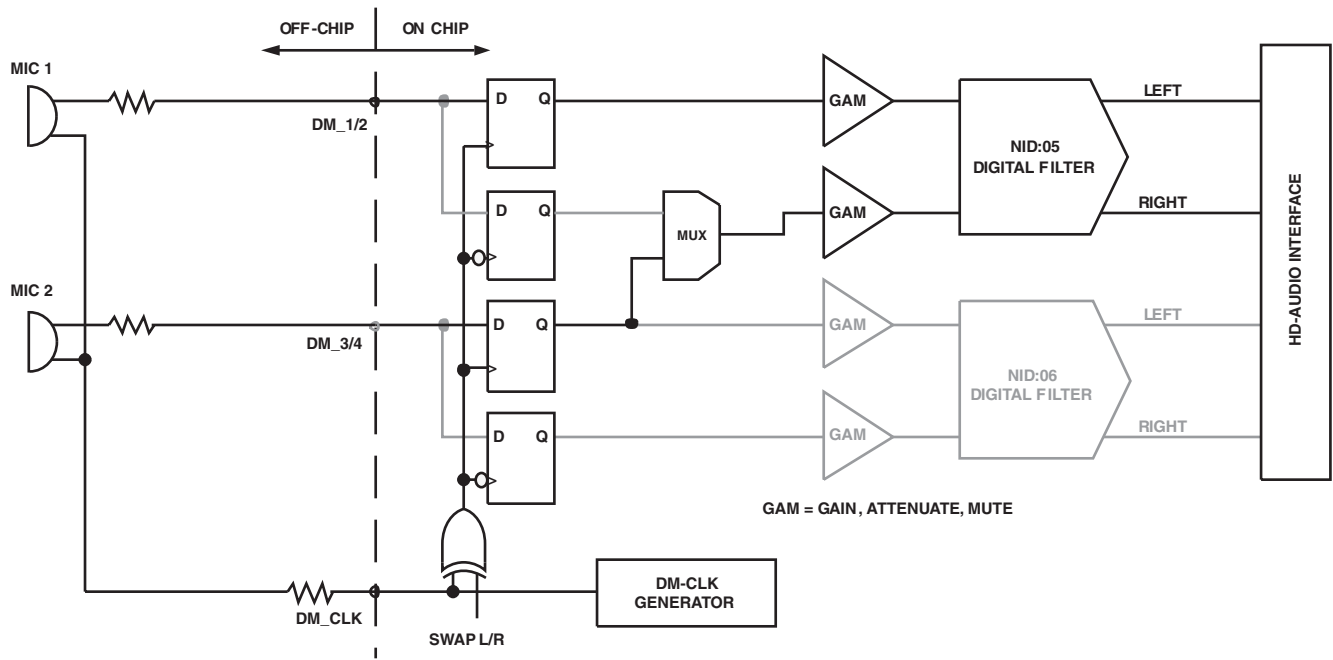 OFF-CHIP
ON CHIP
MIC 1
DM_1/2
D
Q
GAM
NID:05
DIGITAL FILTER
LEFT
D
Q
MUX
GAM
RIGHT
HD-AUDIO INTERFACE
MIC 2
DM_3/4
D
Q
GAM
NID:06
DIGITAL FILTER
LEFT
D
Q
GAM
RIGHT
GAM = GAIN, ATTENUATE, MUTE
DM_CLK
SWAP L/R
DM-CLK
GENERATOR